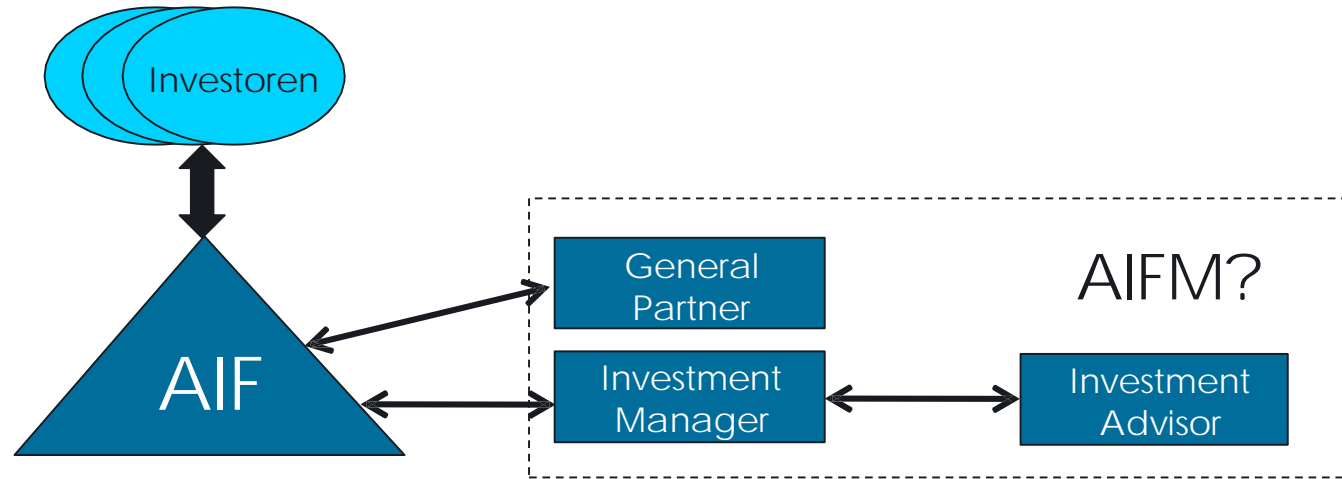 Investoren
General
Partner
AIFM?
AIF
Investment
Manager
Investment
Advisor